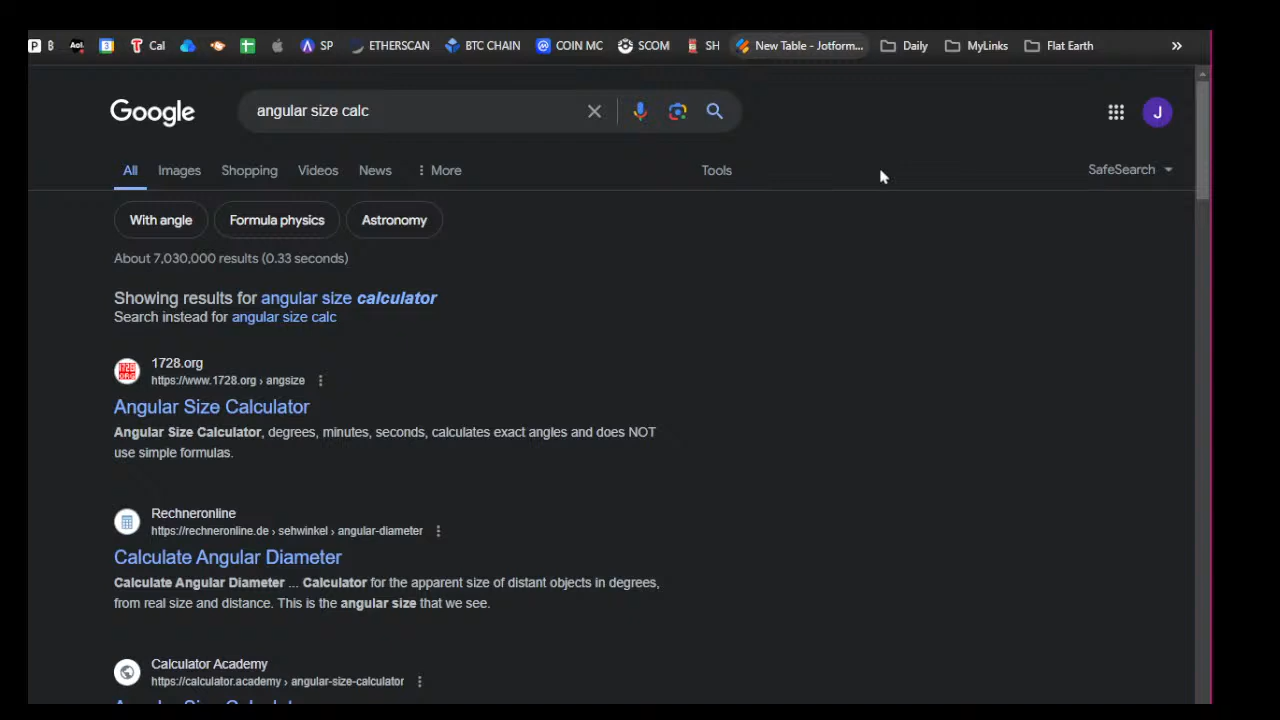 P B Aol. 3 Cal SP ETHERSCAN BTC CHAIN COIN MC SCOM SH New Table - Jotform... Daily MyLinks Flat Earth »
Google angular size calc J
All Images Shopping Videos News More Tools SafeSearch
With angle Formula physics Astronomy
About 7,030,000 results (0.33 seconds)
Showing results for angular size calculator
Search instead for angular size calc
1728.org
https://www.1728.org › angsize
Angular Size Calculator
Angular Size Calculator, degrees, minutes, seconds, calculates exact angles and does NOT
use simple formulas.
Rechneronline
https://rechneronline.de › sehwinkel › angular-diameter
Calculate Angular Diameter
Calculate Angular Diameter ... Calculator for the apparent size of distant objects in degrees,
from real size and distance. This is the angular size that we see.
Calculator Academy
https://calculator.academy › angular-size-calculator